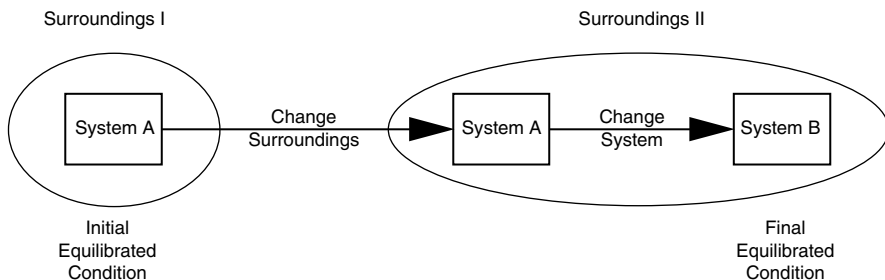 Surroundings I
Surroundings II
System A
Change
Surroundings
System A
Change
System
System B
Initial
Equilibrated
Condition
Final
Equilibrated
Condition